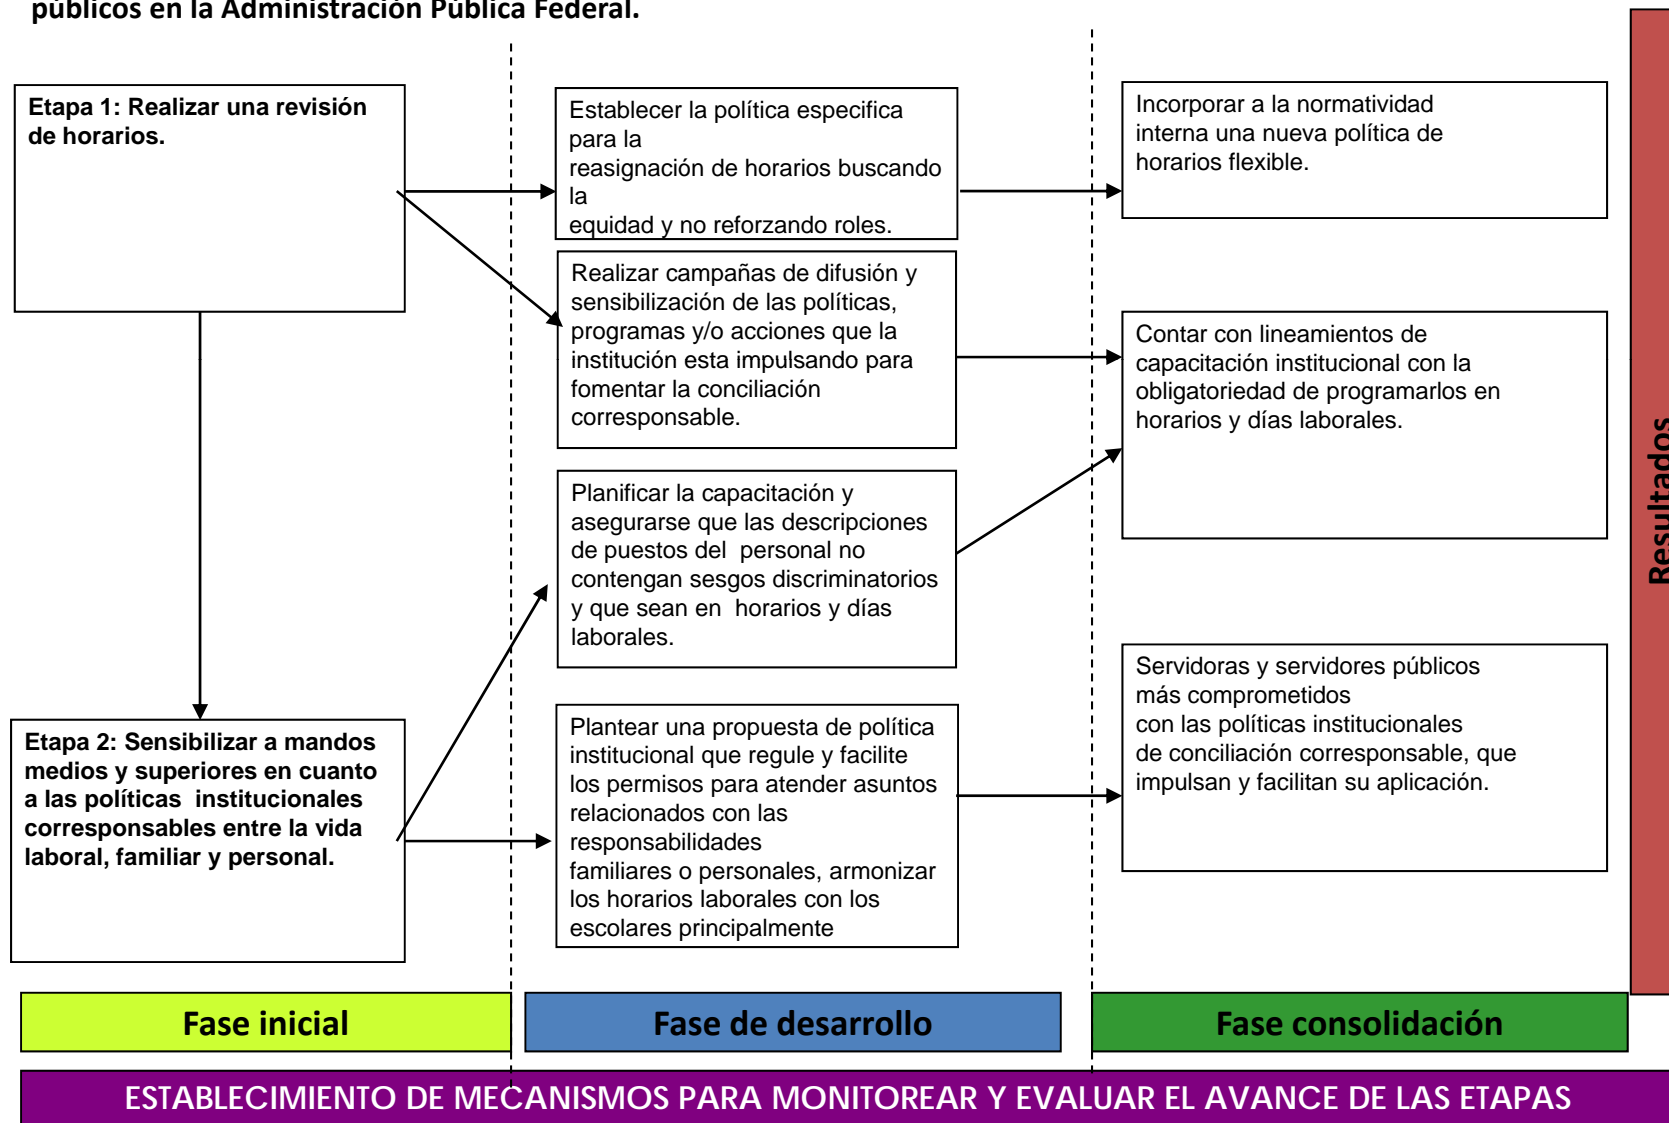 públicos en la Administración Pública Federal.
Etapa 1: Realizar una revisión
de horarios.
Etapa 2: Sensibilizar a mandos
medios y superiores en cuanto
a las políticas institucionales
corresponsables entre la vida
laboral, familiar y personal.
Establecer la política especifica
para la
reasignación de horarios buscando
la
equidad y no reforzando roles.
Realizar campañas de difusión y
sensibilización de las políticas,
programas y/o acciones que la
institución esta impulsando para
fomentar la conciliación
corresponsable.
Planificar la capacitación y
asegurarse que las descripciones
de puestos del personal no
contengan sesgos discriminatorios
y que sean en horarios y días
laborales.
Plantear una propuesta de política
institucional que regule y facilite
los permisos para atender asuntos
relacionados con las
responsabilidades
familiares o personales, armonizar
los horarios laborales con los
escolares principalmente
Incorporar a la normatividad
interna una nueva política de
horarios flexible.
Contar con lineamientos de
capacitación institucional con la
obligatoriedad de programarlos en
horarios y días laborales.
Servidoras y servidores públicos
más comprometidos
con las políticas institucionales
de conciliación corresponsable, que
impulsan y facilitan su aplicación.
Resultados
Fase inicial
Fase de desarrollo
Fase consolidación
ESTABLECIMIENTO DE MECANISMOS PARA MONITOREAR Y EVALUAR EL AVANCE DE LAS ETAPAS